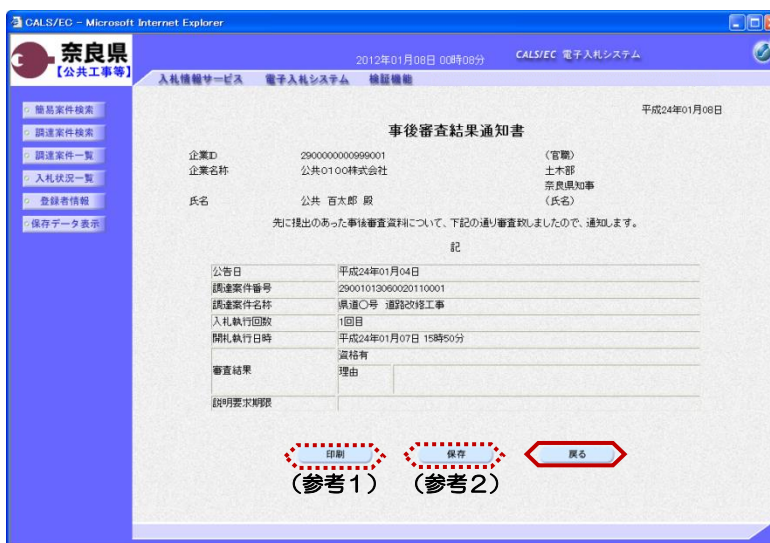 CALS/EC - Microsoft Internet Explorer
奈良県
【公共工事等】
2012年01月08日 00時08分
CALS/EC 電子入札システム
入札情報サービス 電子入札システム 検証機能
簡易案件検索
調達案件検索
調達案件一覧
入札状況一覧
登録者情報
保存データ表示
平成24年01月08日
事後審査結果通知書
企業ID 2900000000999001 (官職)
企業名称 公共0100株式会社 土木部
奈良県知事
氏名 公共 百太郎 殿 (氏名)
先に提出のあった事後審査資料について、下記の通り審査致しましたので、通知します。
記
公告日 平成24年01月04日
調達案件番号 29001013060020110001
調達案件名称 県道〇号 道路改修工事
入札執行回数 1回目
開札執行日時 平成24年01月07日 15時50分
資格有
審査結果 理由
説明要求期限
印刷 保存 戻る
(参考1) (参考2)